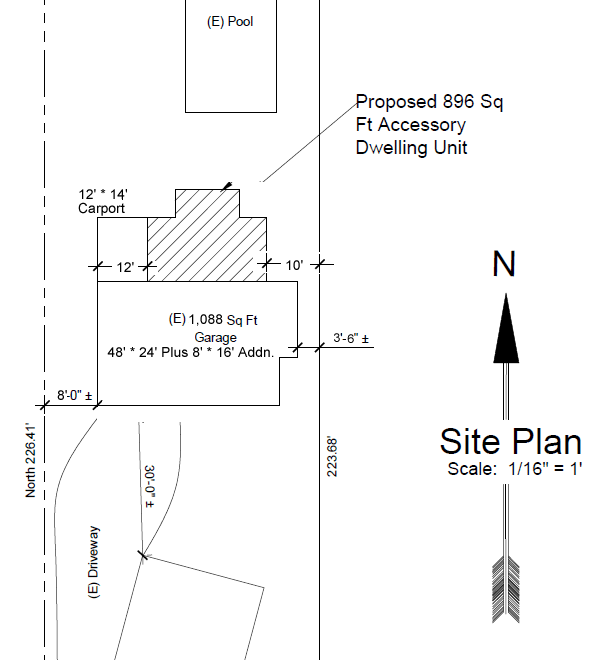 (E) Pool
Proposed 896 Sq
Ft Accessory
Dwelling Unit
12' * 14'
Carport
12'
10'
N
(E) 1,088 Sq Ft
Garage
48' * 24' Plus 8' * 16' Addn.
3'-6" ±
8'-0" ±
North 226.41'
30'-0" ±
223.68'
Site Plan
Scale: 1/16" = 1'
(E) Driveway